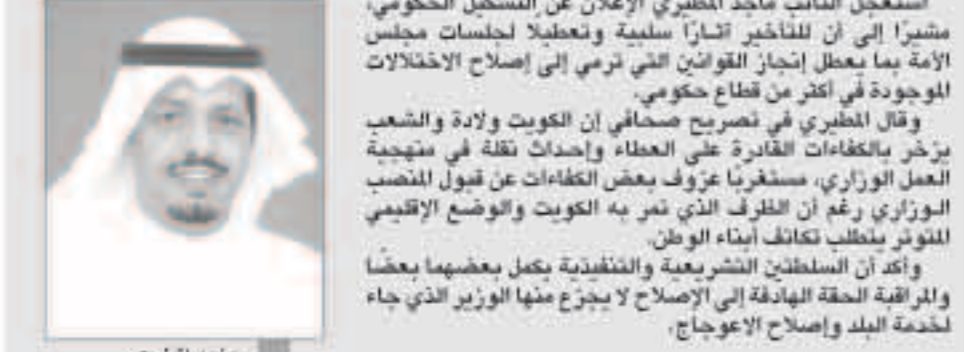 استعجل النائب ماجد المطيري الإعلان عن التشكيل الحكومي،
مشيرًا إلى أن للتأخير آثارًا سلبية وتعطيلا لجلسات مجلس
الأمة بما يعطل إنجاز القوانين التي ترمي إلى إصلاح الاختلالات
الموجودة في أكثر من قطاع حكومي.
وقال المطيري في تصريح صحافي إن الكويت ولادة والشعب
يزخر بالكفاءات القادرة على العطاء وإحداث نقلة في منهجية
العمل الوزاري، مستغربًا عزوف بعض الكفاءات عن قبول المنصب
الوزاري رغم أن الظرف الذي تمر به الكويت والوضع الإقليمي
المتوتر يتطلب تكاتف أبناء الوطن.
وأكد أن السلطتين التشريعية والتنفيذية يكمل بعضهما بعضًا
والمراقبة الحقة الهادفة إلى الإصلاح لا يجزع منها الوزير الذي جاء
لخدمة البلد وإصلاح الاعوجاج.